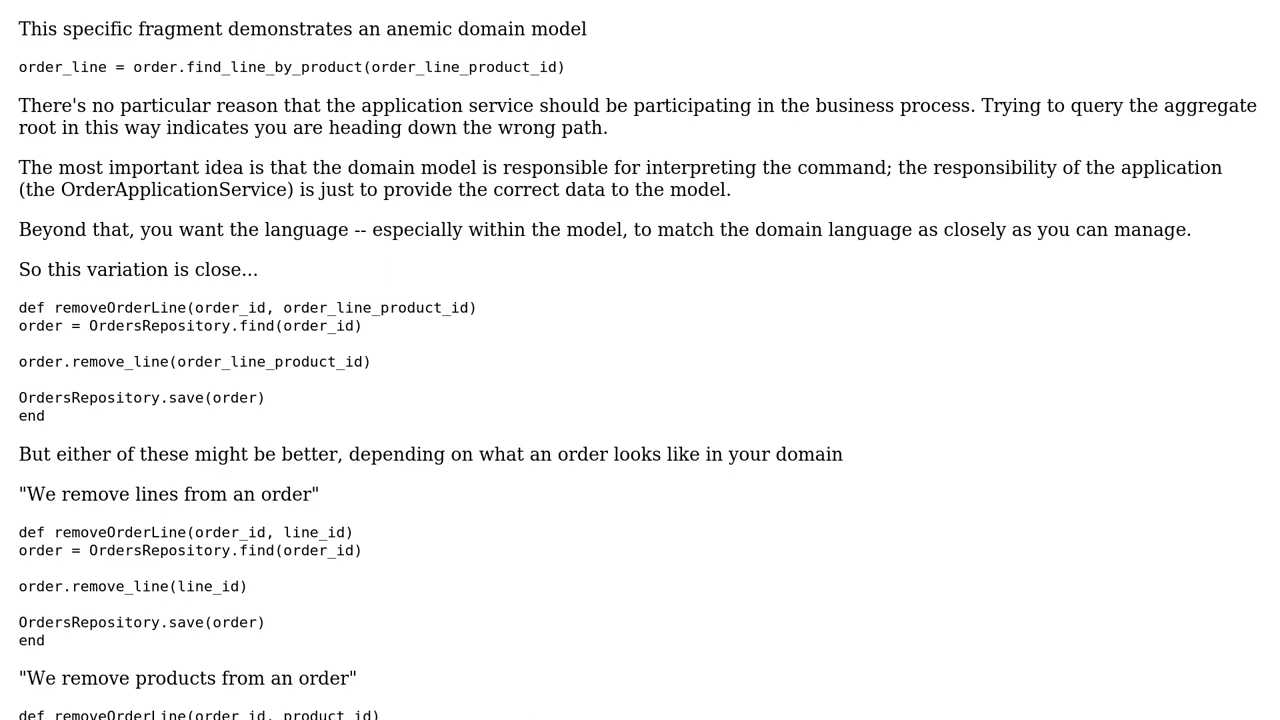 This specific fragment demonstrates an anemic domain model
order_line = order.find_line_by_product(order_line_product_id)
There's no particular reason that the application service should be participating in the business process. Trying to query the aggregate
root in this way indicates you are heading down the wrong path.
The most important idea is that the domain model is responsible for interpreting the command; the responsibility of the application
(the OrderApplicationService) is just to provide the correct data to the model.
Beyond that, you want the language -- especially within the model, to match the domain language as closely as you can manage.
So this variation is close...
def removeOrderLine(order_id, order_line_product_id)
order = OrdersRepository.find(order_id)
order.remove_line(order_line_product_id)
OrdersRepository.save(order)
end
But either of these might be better, depending on what an order looks like in your domain
"We remove lines from an order"
def removeOrderLine(order_id, line_id)
order = OrdersRepository.find(order_id)
order.remove_line(line_id)
OrdersRepository.save(order)
end
"We remove products from an order"
def removeOrderLine(order_id, product_id)